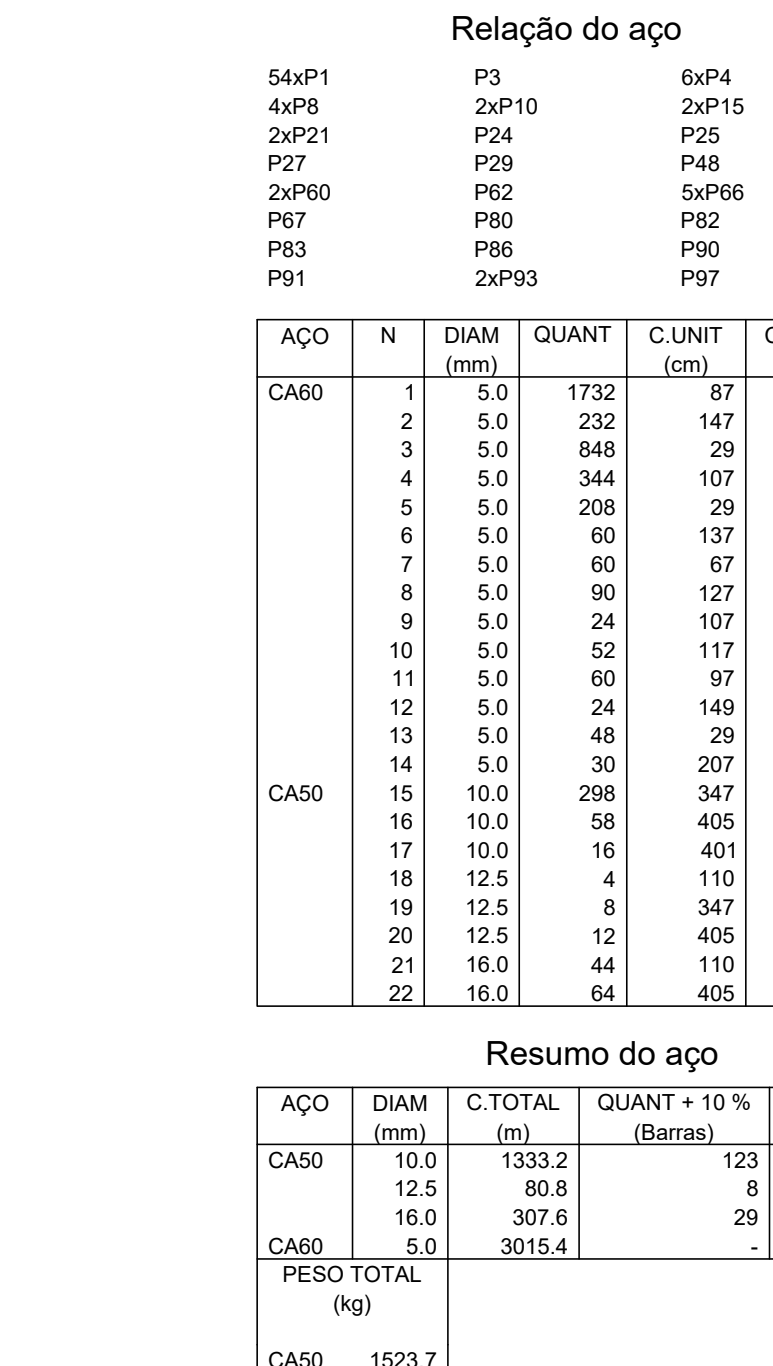 Relação do aço
54xP1 P3 6xP4
4xP8 2xP10 2xP15
2xP21 P24 P25
P27 P29 P48
2xP60 P62 5xP66
P67 P80 P82
P83 P86 P90
P91 2xP93 P97
AÇO N DIAM QUANT C.UNIT
(mm) (cm)
CA60 1 5.0 1732 87
2 5.0 232 147
3 5.0 848 29
4 5.0 344 107
5 5.0 208 29
6 5.0 60 137
7 5.0 60 67
8 5.0 90 127
9 5.0 24 107
10 5.0 52 117
11 5.0 60 97
12 5.0 24 149
13 5.0 48 29
14 5.0 30 207
CA50 15 10.0 298 347
16 10.0 58 405
17 10.0 16 401
18 12.5 4 110
19 12.5 8 347
20 12.5 12 405
21 16.0 44 110
22 16.0 64 405
Resumo do aço
AÇO DIAM C.TOTAL QUANT + 10 %
(mm) (m) (Barras)
CA50 10.0 1333.2 123
12.5 80.8 8
16.0 307.6 29
CA60 5.0 3015.4 -
PESO TOTAL
(kg)
CA50 1523.7